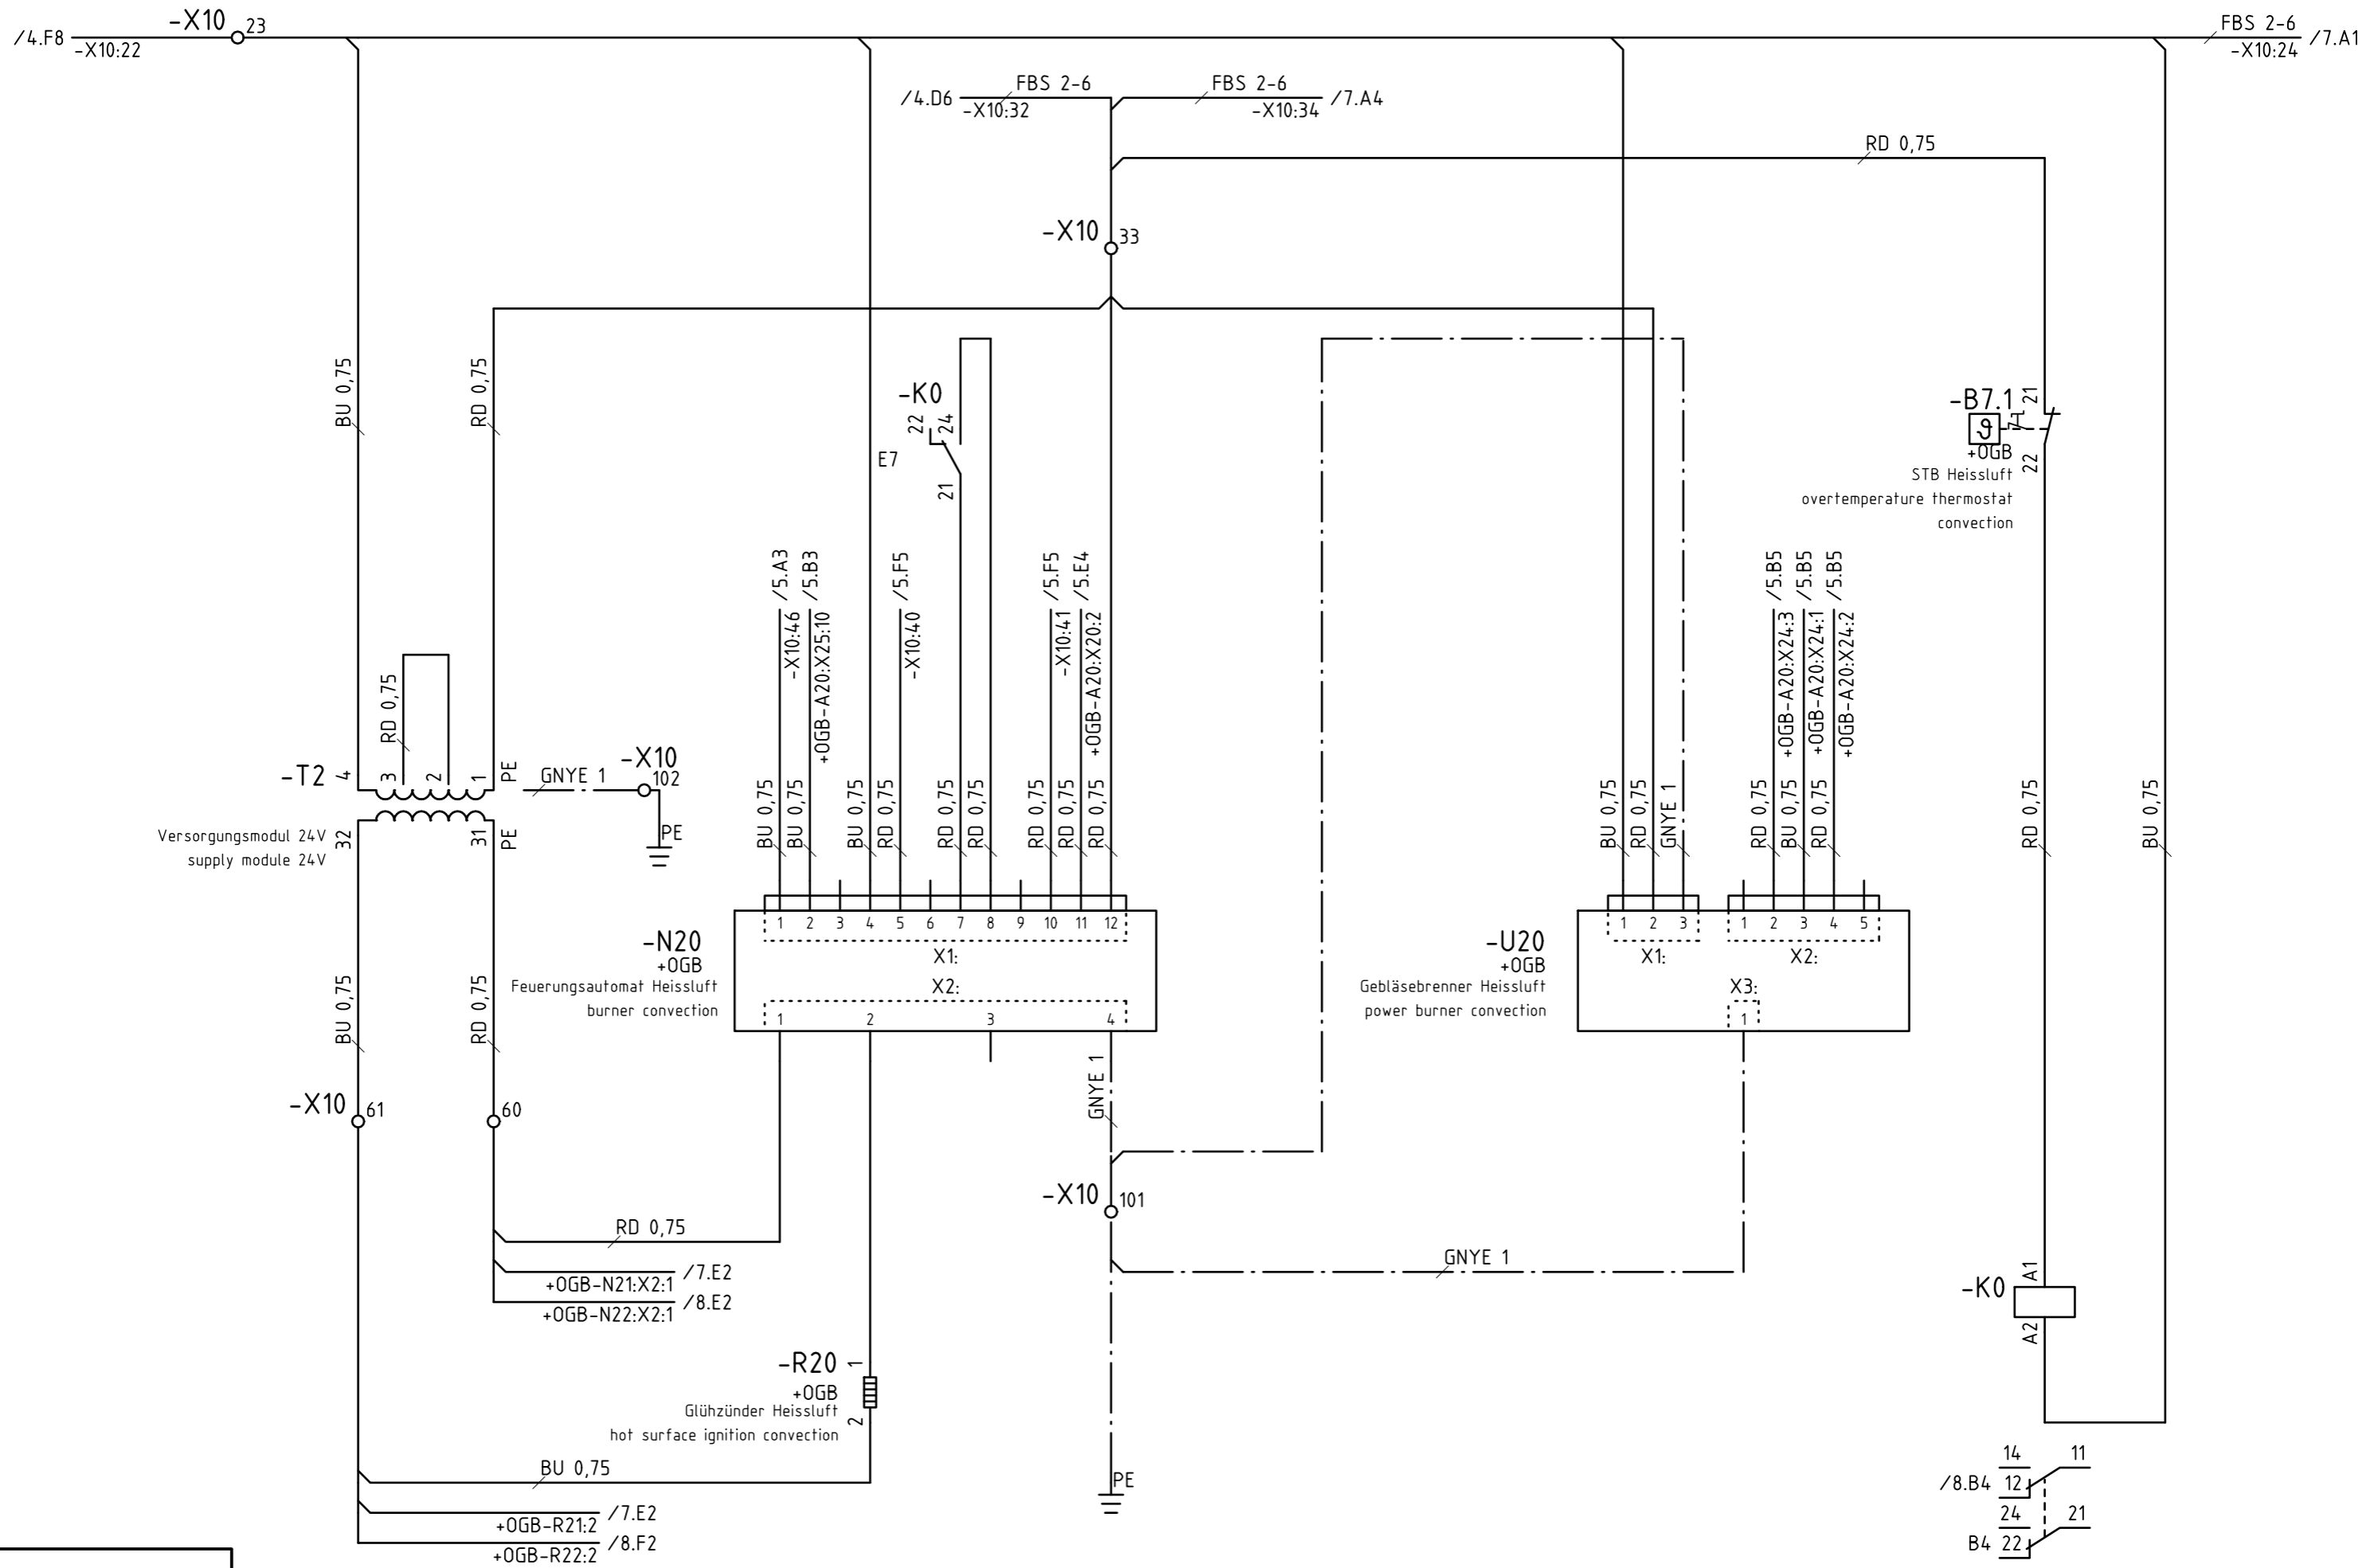 -X10 23
/4.F8 -X10:22
FBS 2-6
-X10:24 /7.A1
/4.D6 FBS 2-6
-X10:32
FBS 2-6 /7.A4
-X10:34
RD 0,75
-X10 33
BU 0,75
RD 0,75
-K0
22
24
E7
21
-B7.1
21
ϑ
+OGB
22
STB Heissluft
overtemperature thermostat
convection
/5.A3
-X10:46
/5.B3
+OGB-A20:X25:10
/5.F5
-X10:40
/5.F5
-X10:41
/5.E4
+OGB-A20:X20:2
/5.B5
+OGB-A20:X24:3
/5.B5
+OGB-A20:X24:1
/5.B5
+OGB-A20:X24:2
RD 0,75
-T2
4
3
2
1
PE
GNYE 1
-X10
102
PE
Versorgungsmodul 24V
supply module 24V
32
31
PE
BU 0,75
BU 0,75
BU 0,75
RD 0,75
RD 0,75
RD 0,75
RD 0,75
RD 0,75
RD 0,75
BU 0,75
RD 0,75
GNYE 1
RD 0,75
BU 0,75
RD 0,75
RD 0,75
BU 0,75
1 2 3 4 5 6 7 8 9 10 11 12
X1:
-N20
+OGB
Feuerungsautomat Heissluft
burner convection
X2:
1 2 3 4
1 2 3
1 2 3 4 5
X1:
X2:
-U20
+OGB
Gebläsebrenner Heissluft
power burner convection
X3:
1
BU 0,75
RD 0,75
GNYE 1
-X10 61
60
-X10 101
RD 0,75
GNYE 1
/7.E2
+OGB-N21:X2:1
/8.E2
+OGB-N22:X2:1
-K0
A1
A2
-R20
1
+OGB
Glühzünder Heissluft
2
hot surface ignition convection
BU 0,75
PE
/7.E2
+OGB-R21:2
/8.F2
+OGB-R22:2
14 11
/8.B4 12
24 21
B4 22